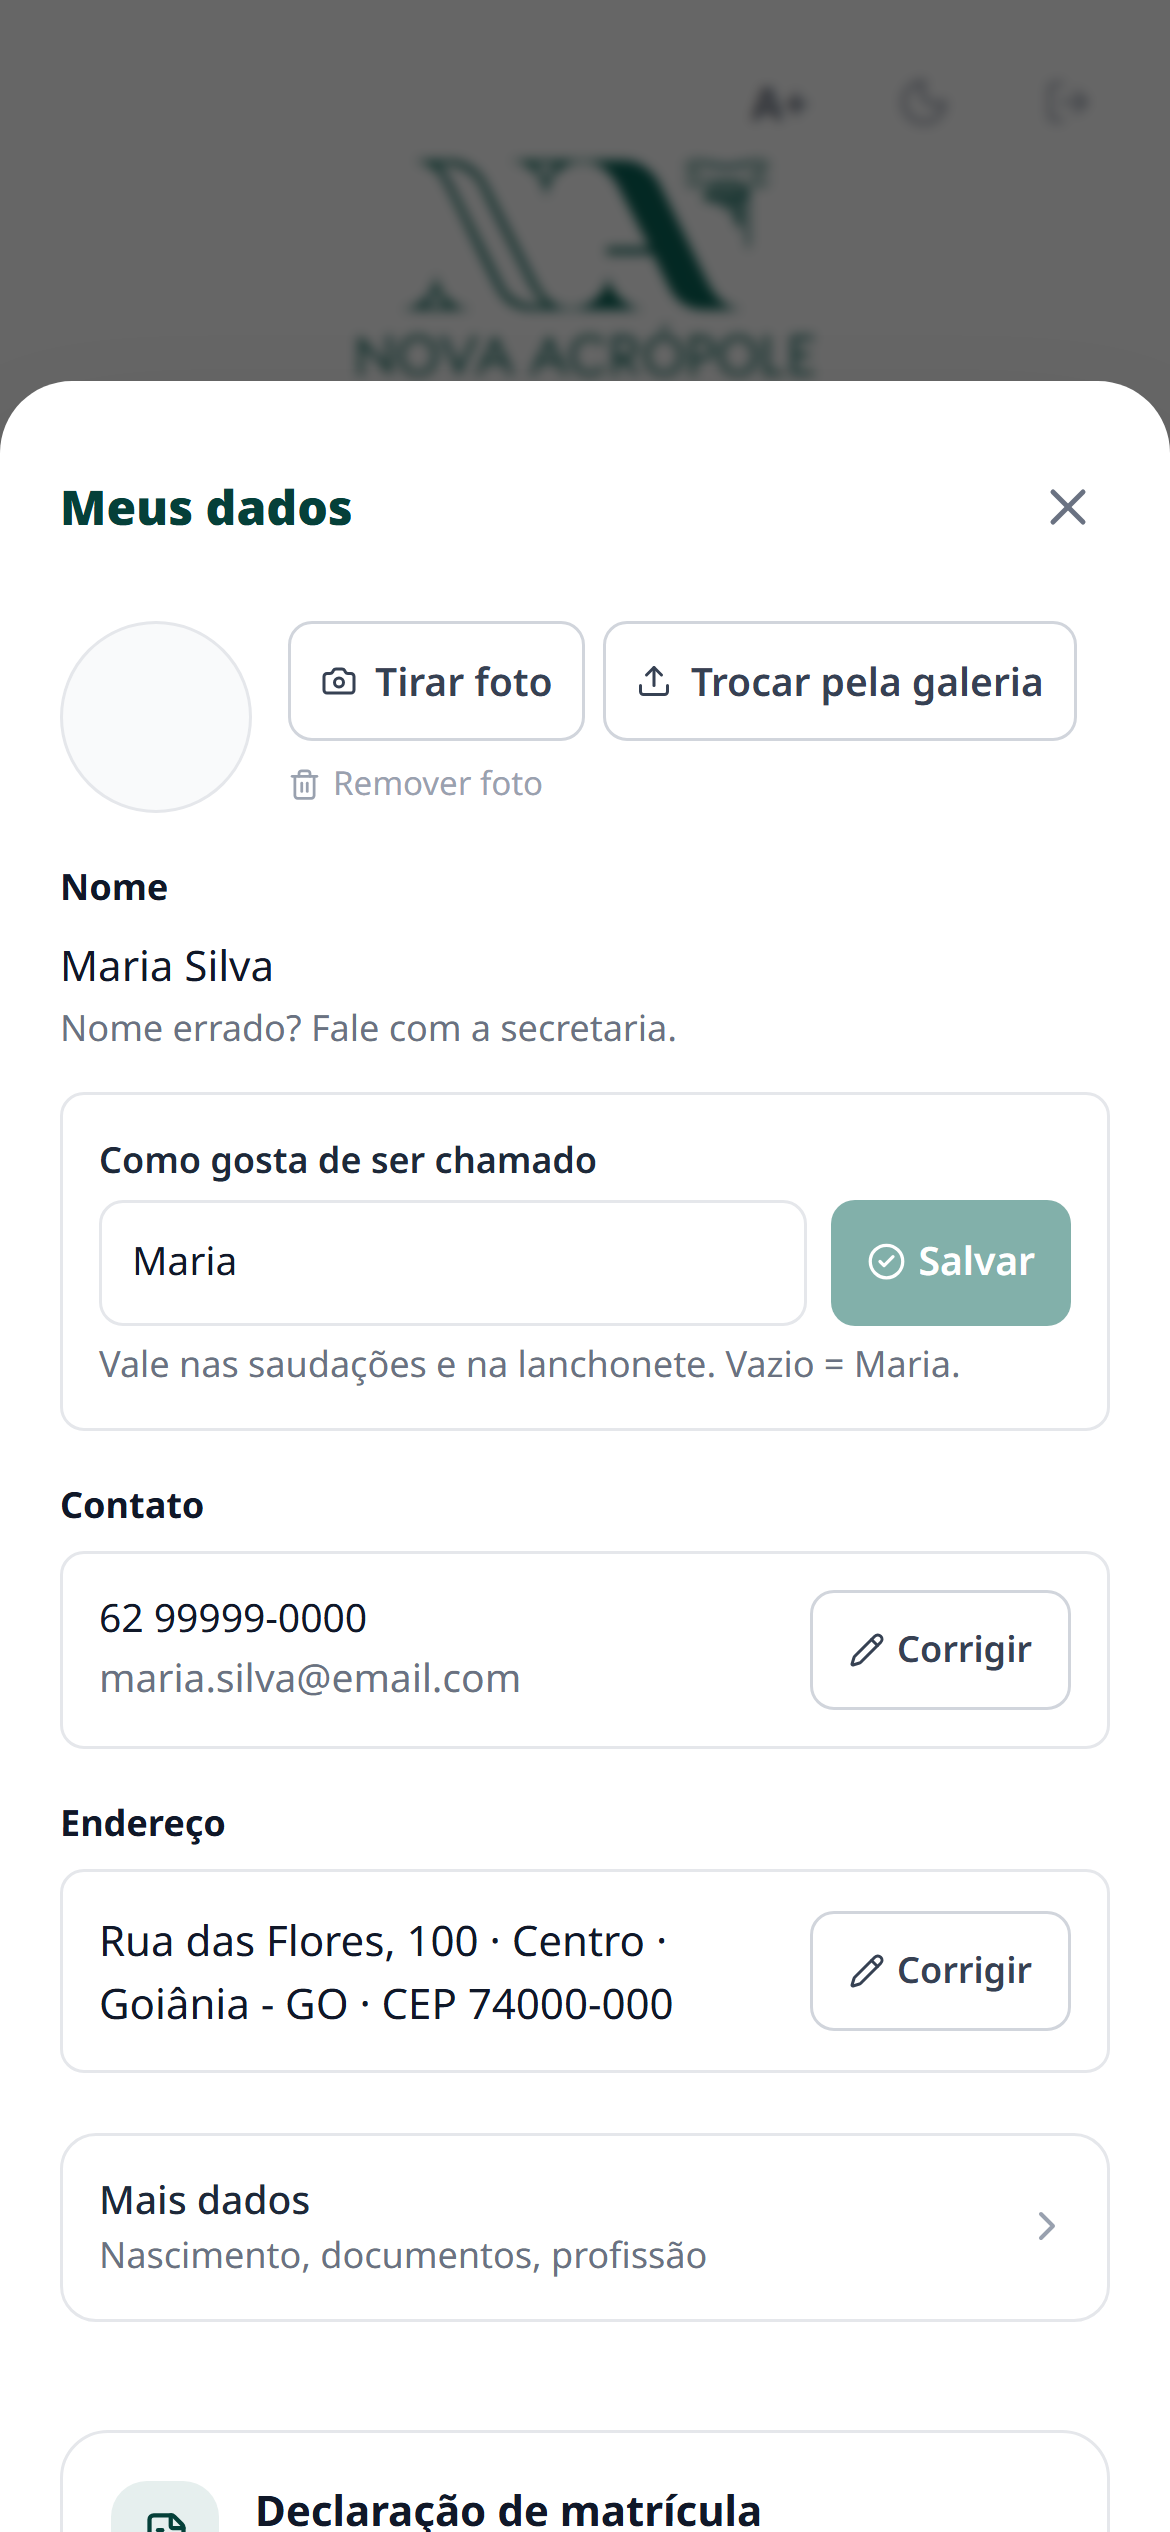 A+
NOVA ACRÓPOLE
Meus dados
Tirar foto
Trocar pela galeria
Remover foto
Nome
Maria Silva
Nome errado? Fale com a secretaria.
Como gosta de ser chamado
Maria
Salvar
Vale nas saudações e na lanchonete. Vazio = Maria.
Contato
62 99999-0000
maria.silva@email.com
Corrigir
Endereço
Rua das Flores, 100 · Centro ·
Goiânia - GO · CEP 74000-000
Corrigir
Mais dados
Nascimento, documentos, profissão
Declaração de matrícula